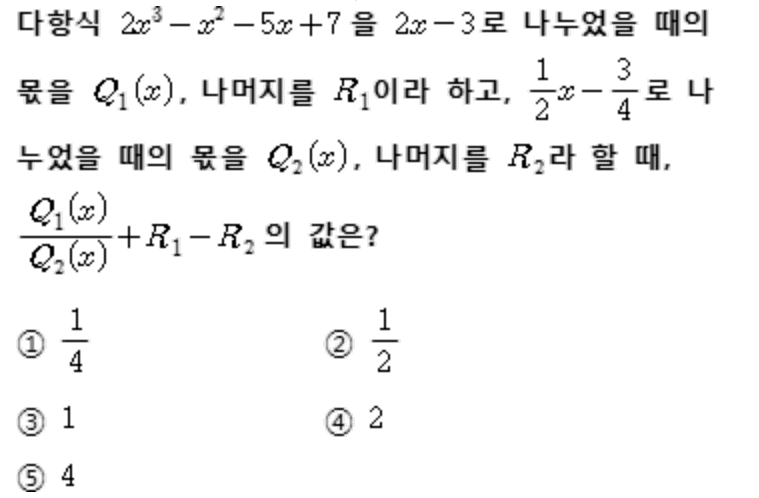 다항식 2x³ − x² − 5x + 7 을 2x − 3로 나누었을 때의
몫을 Q₁(x), 나머지를 R₁이라 하고, 1/2 x − 3/4 로 나
누었을 때의 몫을 Q₂(x), 나머지를 R₂라 할 때,
Q₁(x)/Q₂(x) + R₁ − R₂ 의 값은?
① 1/4 ② 1/2
③ 1 ④ 2
⑤ 4